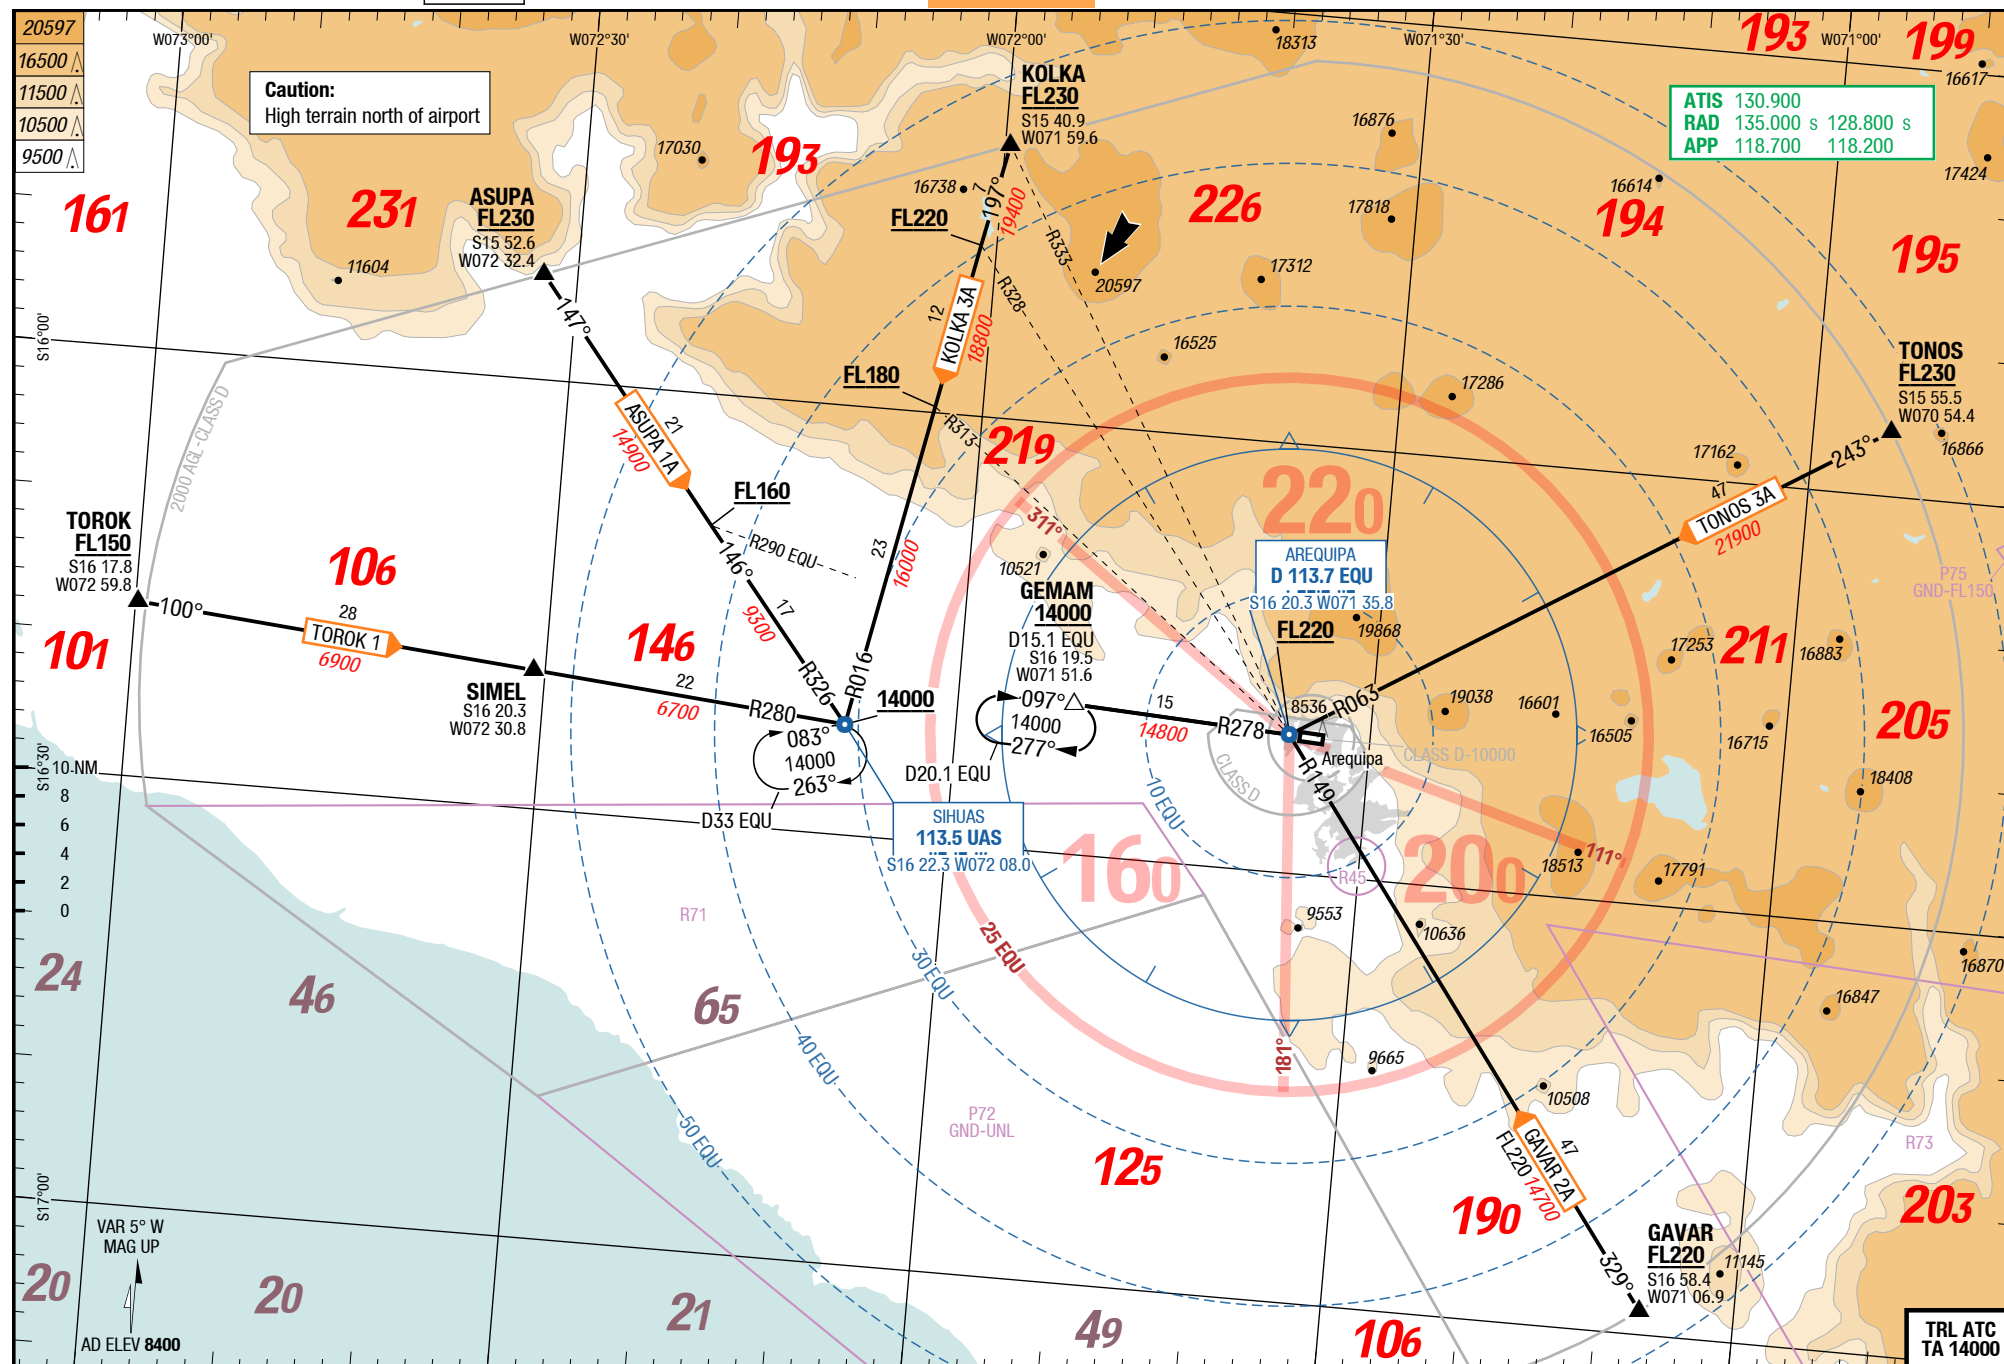 20597
16500
11500
10500
9500
W073°00'
W072°30'
W072°00'
W071°30'
W071°00'
Caution:
High terrain north of airport
ATIS 130.900
RAD 135.000 S 128.800 S
APP 118.700 118.200
193
199
16617
17424
18313
16876
16614
17818
194
195
226
17030
193
16738
161
231
11604
KOLKA
FL230
S15 40.9
W071 59.6
ASUPA
FL230
S15 52.6
W072 32.4
FL220
7
197°
19400
R333
R328
20597
17312
16525
12
KOLKA 3A
18800
FL180
R313
147°
21
ASUPA 1A
14900
S16°00'
2000 AGL-CLASS D
TONOS
FL230
S15 55.5
W070 54.4
16866
243°
47
TONOS 3A
21900
17286
17162
219
220
311°
FL160
R290 EQU
146°
17
9300
R326
23
16000
R016
10521
TOROK
FL150
S16 17.8
W072 59.8
100°
28
TOROK 1
6900
106
101
146
SIMEL
S16 20.3
W072 30.8
22
6700
R280
14000
083°
14000
263°
D33 EQU
GEMAM
14000
D15.1 EQU
S16 19.5
W071 51.6
097°
14000
277°
D20.1 EQU
15
14800
R278
AREQUIPA
D 113.7 EQU
S16 20.3 W071 35.8
FL220
19868
8536
R063
19038
16601
16505
17253
16883
211
16715
205
18408
P75
GND-FL150
CLASS D-10000
Arequipa
CLASS D
R149
10 EQU
SIHUAS
113.5 UAS
S16 22.3 W072 08.0
160
200
111°
18513
17791
R45
9553
10636
16870
16847
S16°30'
10 NM
8
6
4
2
0
R71
24
46
65
25 EQU
30 EQU
40 EQU
50 EQU
181°
9665
10508
P72
GND-UNL
125
47
GAVAR 2A
FL220 14700
R73
203
190
GAVAR
FL220
S16 58.4
W071 06.9
11145
329°
S17°00'
VAR 5° W
MAG UP
AD ELEV 8400
20
20
21
49
106
TRL ATC
TA 14000